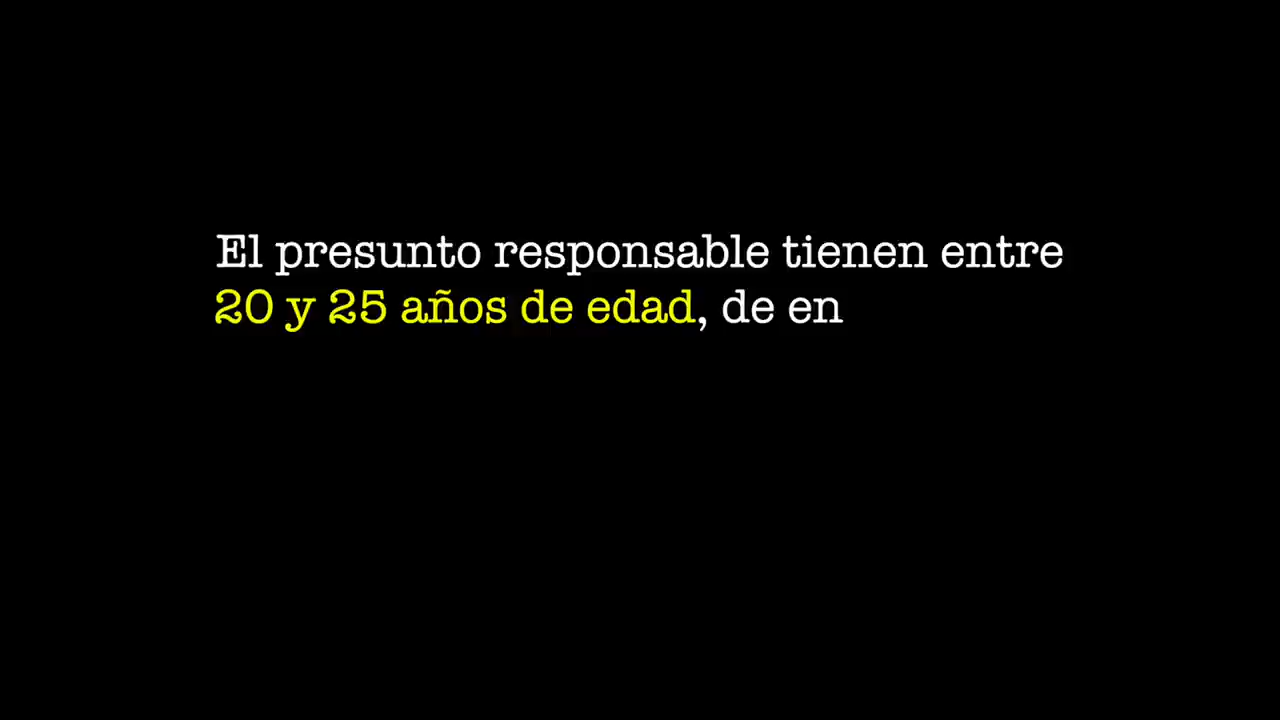 El presunto responsable tienen entre
20 y 25 años de edad, de en